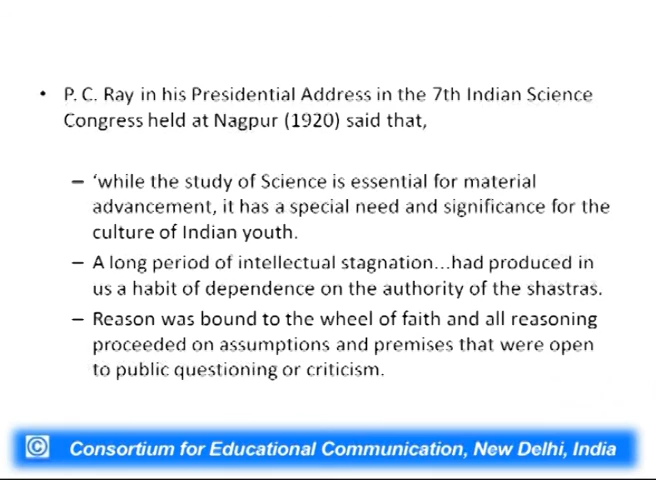 • P. C. Ray in his Presidential Address in the 7th Indian Science
Congress held at Nagpur (1920) said that,
– ‘while the study of Science is essential for material
advancement, it has a special need and significance for the
culture of Indian youth.
– A long period of intellectual stagnation...had produced in
us a habit of dependence on the authority of the shastras.
– Reason was bound to the wheel of faith and all reasoning
proceeded on assumptions and premises that were open
to public questioning or criticism.
© Consortium for Educational Communication, New Delhi, India